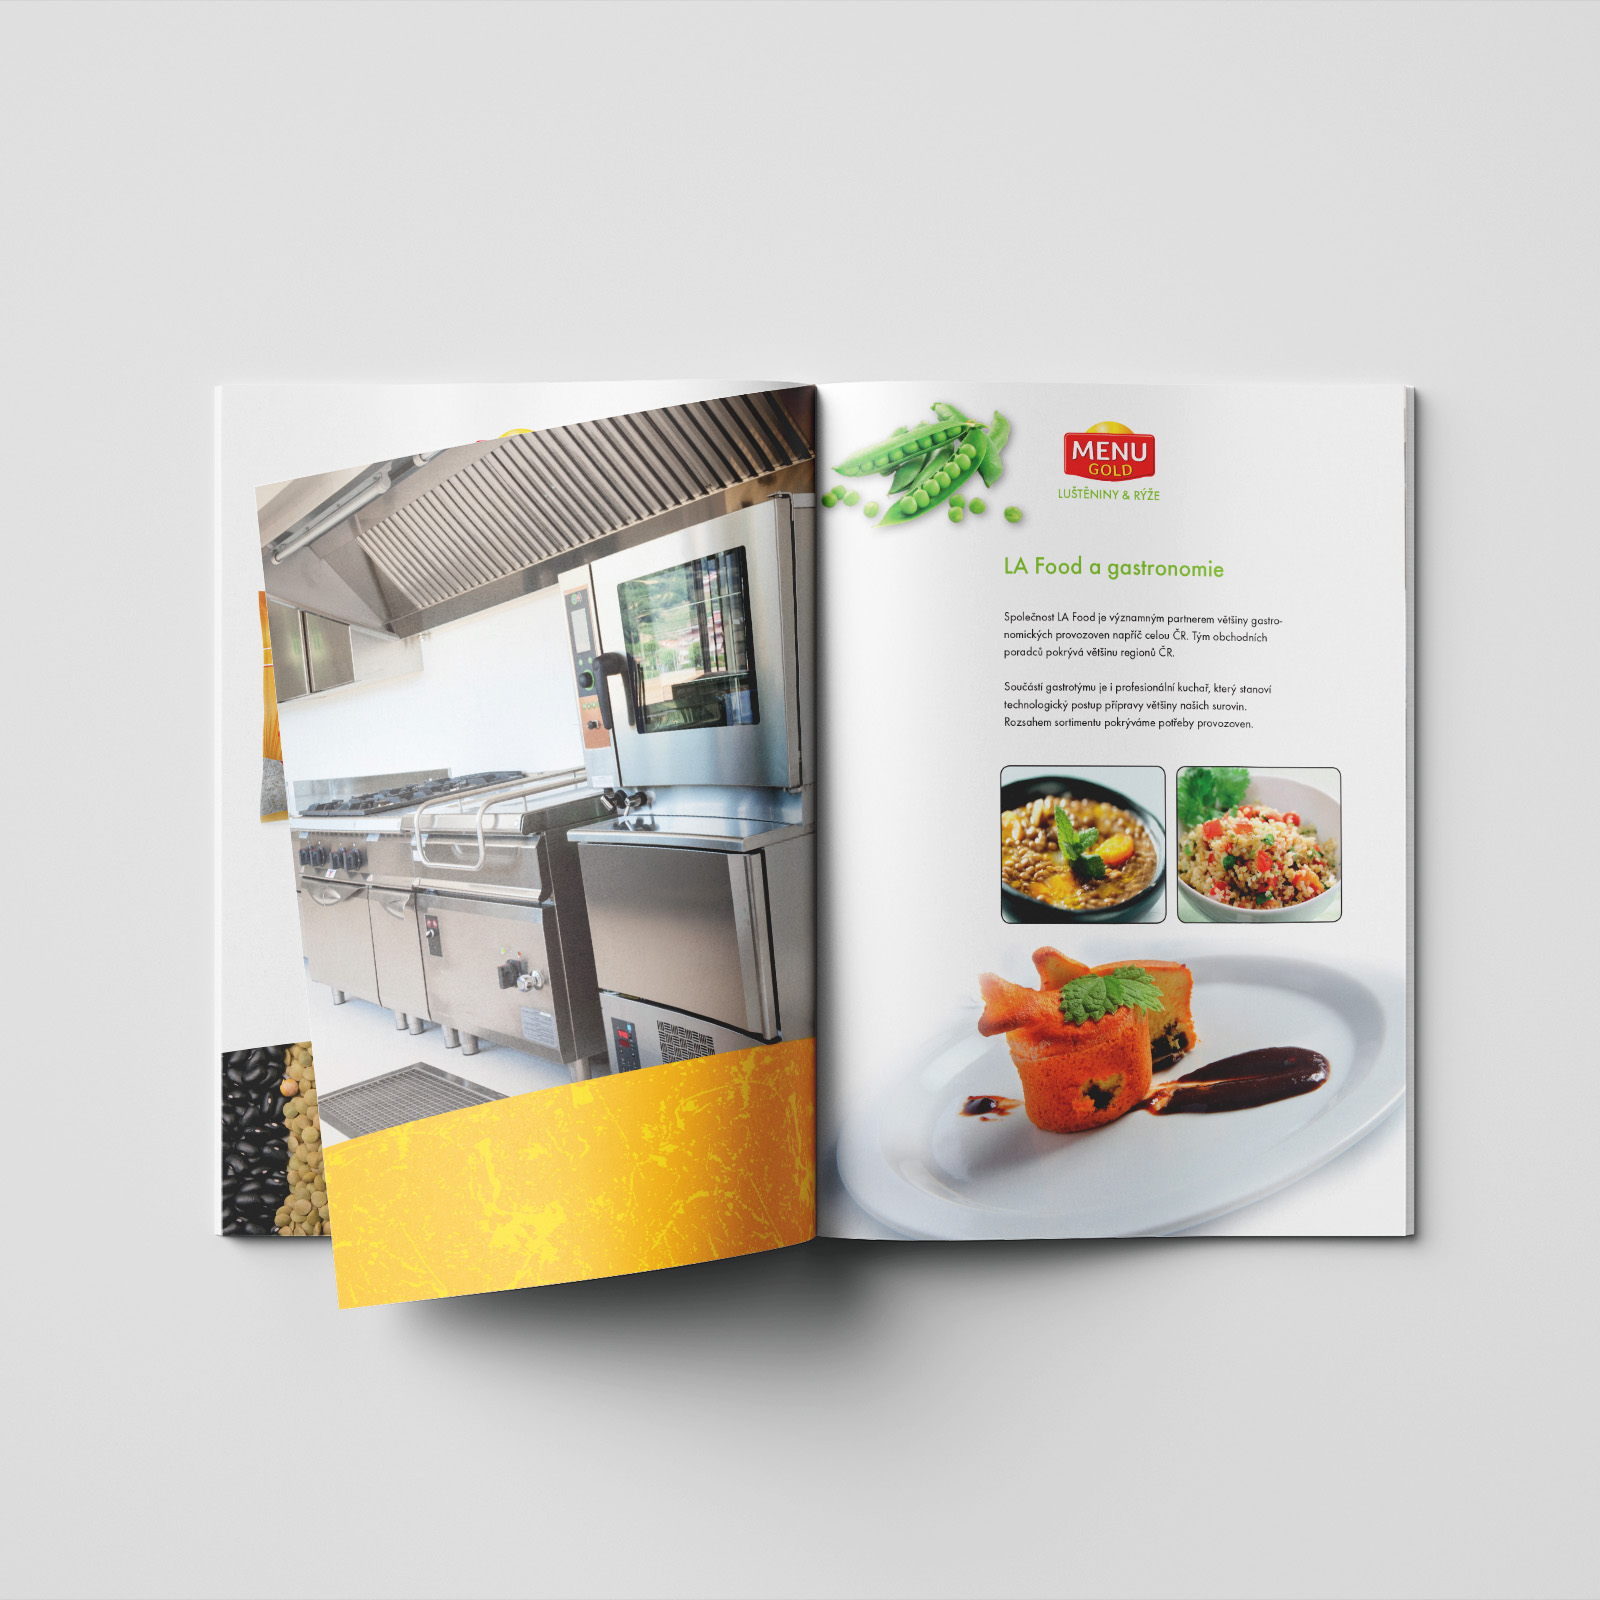 MENU
GOLD
LUŠTĚNINY & RÝŽE
LA Food a gastronomie
Společnost LA Food je významným partnerem většiny gastro-
nomických provozoven napříč celou ČR. Tým obchodních
poradců pokrývá většinu regionů ČR.
Součástí gastrotýmu je i profesionální kuchař, který stanoví
technologický postup přípravy většiny našich surovin.
Rozsahem sortimentu pokrýváme potřeby provozoven.